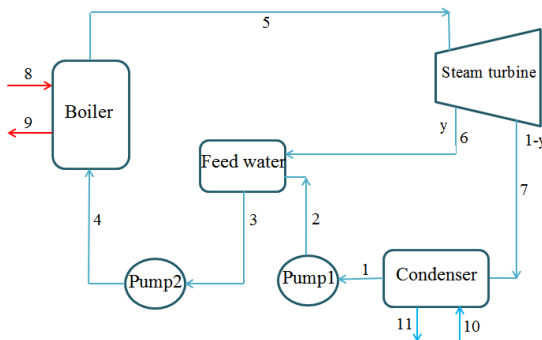 5
Steam turbine
8
Boiler
9
y
6
1-y
Feed water
7
4
3
2
Pump2
Pump1
1
Condenser
11
10